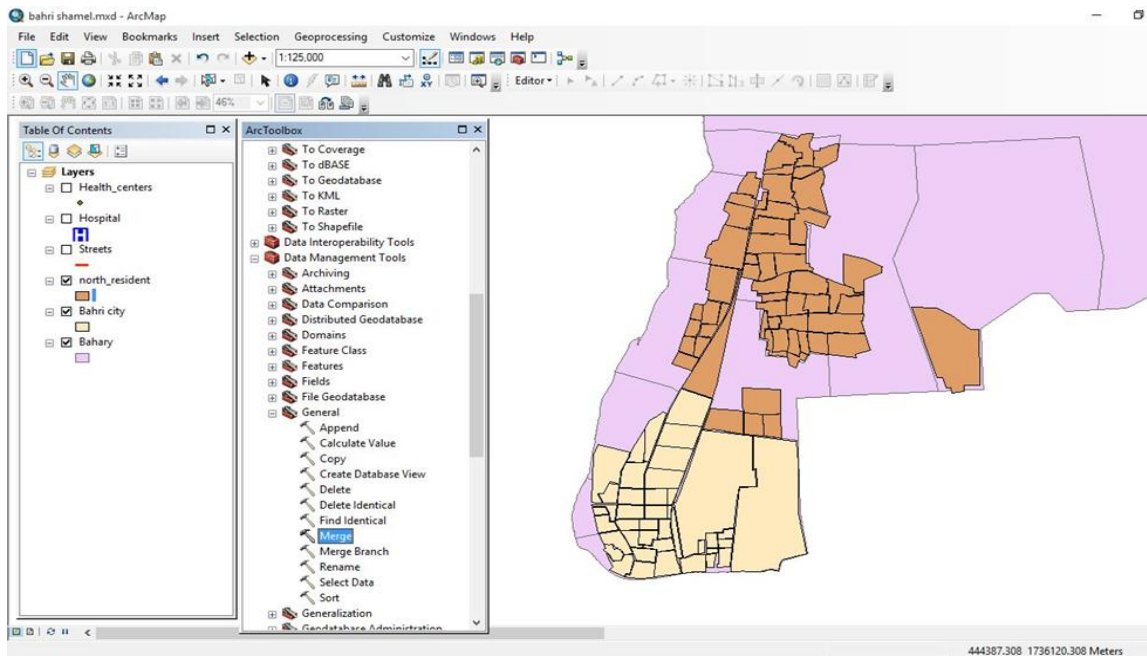 bahri shamel.mxd - ArcMap
File Edit View Bookmarks Insert Selection Geoprocessing Customize Windows Help
1:125,000
Editor
46%
Table Of Contents
Layers
Health_centers
Hospital
H
Streets
north_resident
Bahri city
Bahary
ArcToolbox
To Coverage
To dBASE
To Geodatabase
To KML
To Raster
To Shapefile
Data Interoperability Tools
Data Management Tools
Archiving
Attachments
Data Comparison
Distributed Geodatabase
Domains
Feature Class
Features
Fields
File Geodatabase
General
Append
Calculate Value
Copy
Create Database View
Delete
Delete Identical
Find Identical
Merge
Merge Branch
Rename
Select Data
Sort
Generalization
Geodatabase Administration
444387.308 1736120.308 Meters